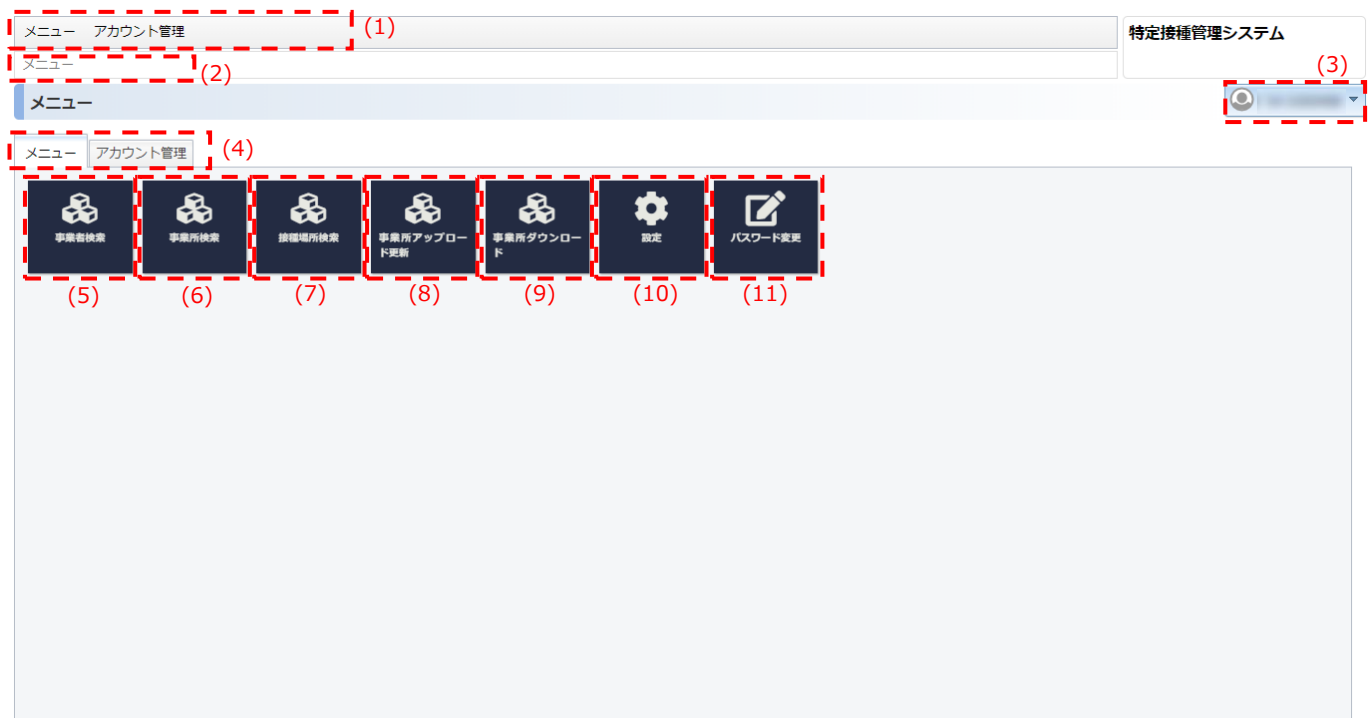 メニュー アカウント管理
(1)
特定接種管理システム
メニュー
(2)
(3)
メニュー
メニュー アカウント管理
(4)
事業者検索
事業所検索
接種場所検索
事業所アップロー
ド更新
事業所ダウンロー
ド
設定
パスワード変更
(5)
(6)
(7)
(8)
(9)
(10)
(11)